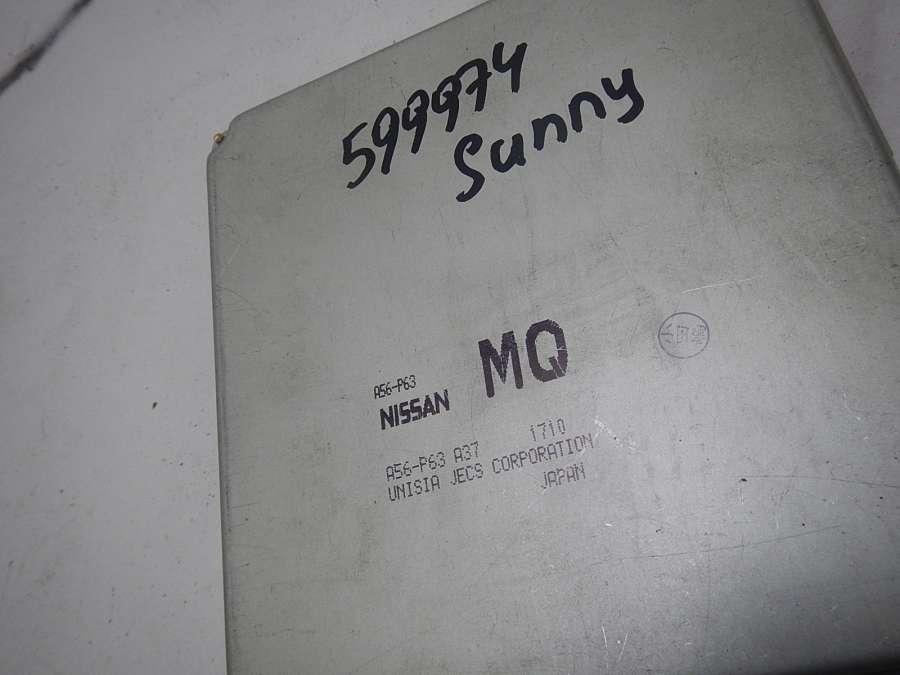 599974
Sunny
MQ
A56-P63
NISSAN
A56-P63 A37 1710
UNISIA JECS CORPORATION
JAPAN